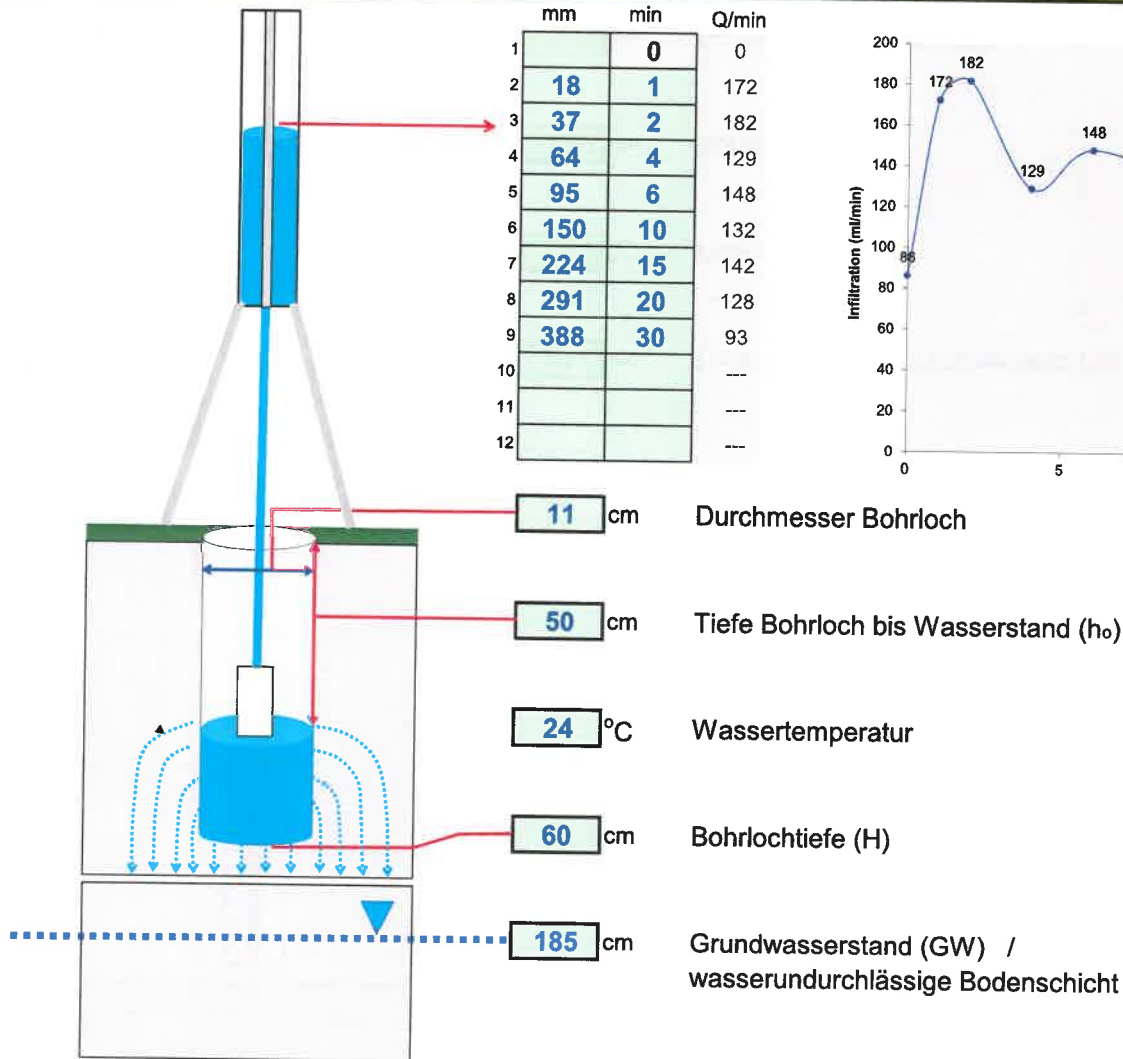 mm min Q/min
1 0 0
2 18 1 172
3 37 2 182
4 64 4 129
5 95 6 148
6 150 10 132
7 224 15 142
8 291 20 128
9 388 30 93
10 ---
11 ---
12 ---
Infiltration (ml/min)
200
180
160
140
120
100
80
60
40
20
0
0 5
86
172
182
129
148
11 cm Durchmesser Bohrloch
50 cm Tiefe Bohrloch bis Wasserstand (h₀)
24 °C Wassertemperatur
60 cm Bohrlochtiefe (H)
185 cm Grundwasserstand (GW) /
wasserundurchlässige Bodenschicht